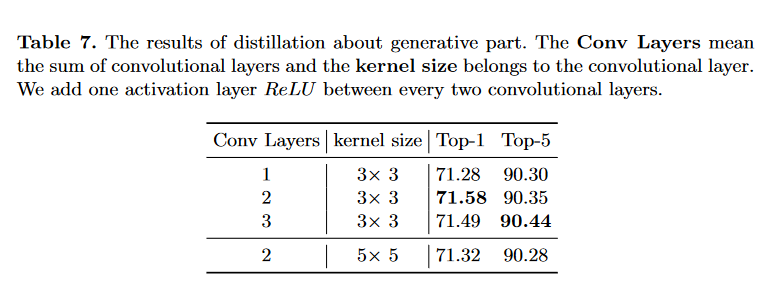 Table 7. The results of distillation about generative part. The Conv Layers mean
the sum of convolutional layers and the kernel size belongs to the convolutional layer.
We add one activation layer ReLU between every two convolutional layers.
Conv Layers kernel size Top-1 Top-5
1 3× 3 71.28 90.30
2 3× 3 71.58 90.35
3 3× 3 71.49 90.44
2 5× 5 71.32 90.28